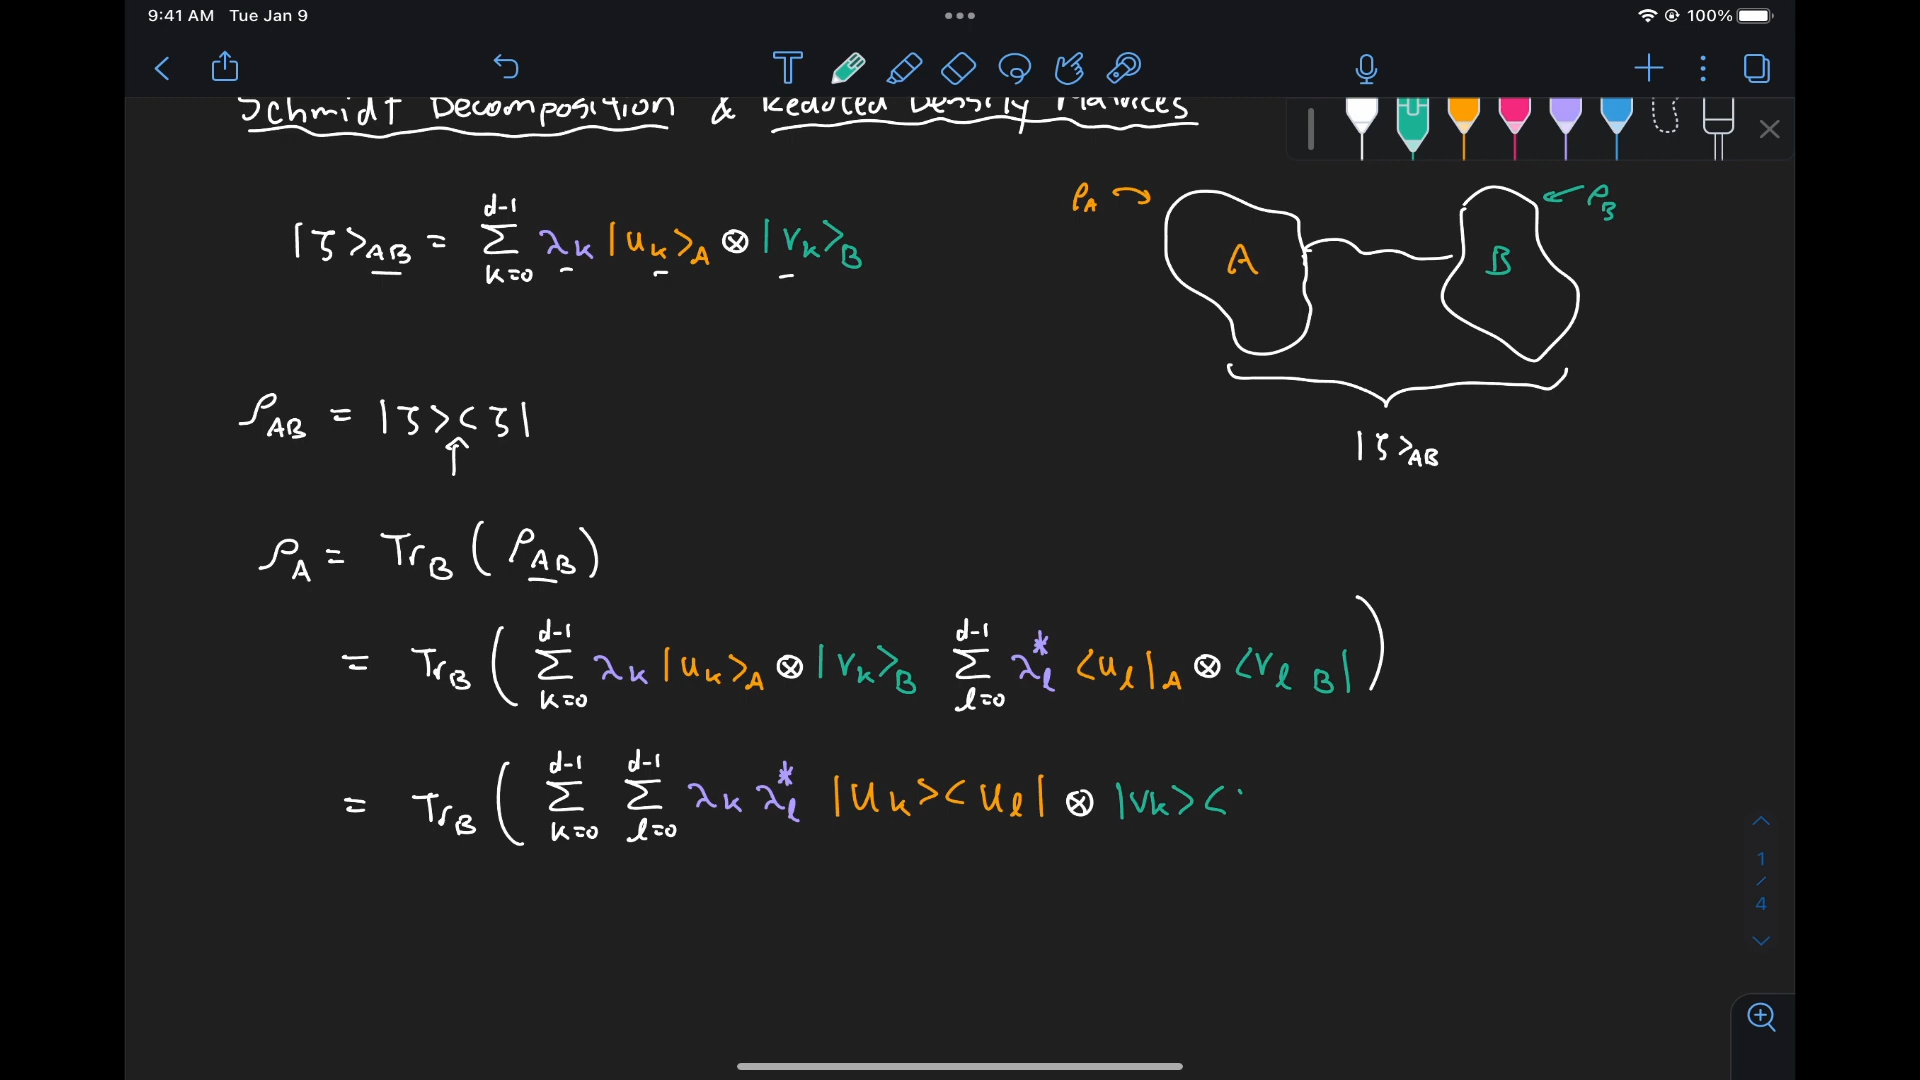 9:41 AM Tue Jan 9
100%
Schmidt Decomposition & Reduced Density Matrices
|ζ>_AB = Σ_{k=0}^{d-1} λ_k |u_k>_A ⊗ |v_k>_B
ρ_A
A
B
ρ_B
|ζ>_AB
ρ_AB = |ζ><ζ|
ρ_A = Tr_B ( ρ_AB )
= Tr_B ( Σ_{k=0}^{d-1} λ_k |u_k>_A ⊗ |v_k>_B Σ_{l=0}^{d-1} λ_l^* <u_l|_A ⊗ <v_l B| )
= Tr_B ( Σ_{k=0}^{d-1} Σ_{l=0}^{d-1} λ_k λ_l^* |u_k><u_l| ⊗ |v_k><
1
/
4